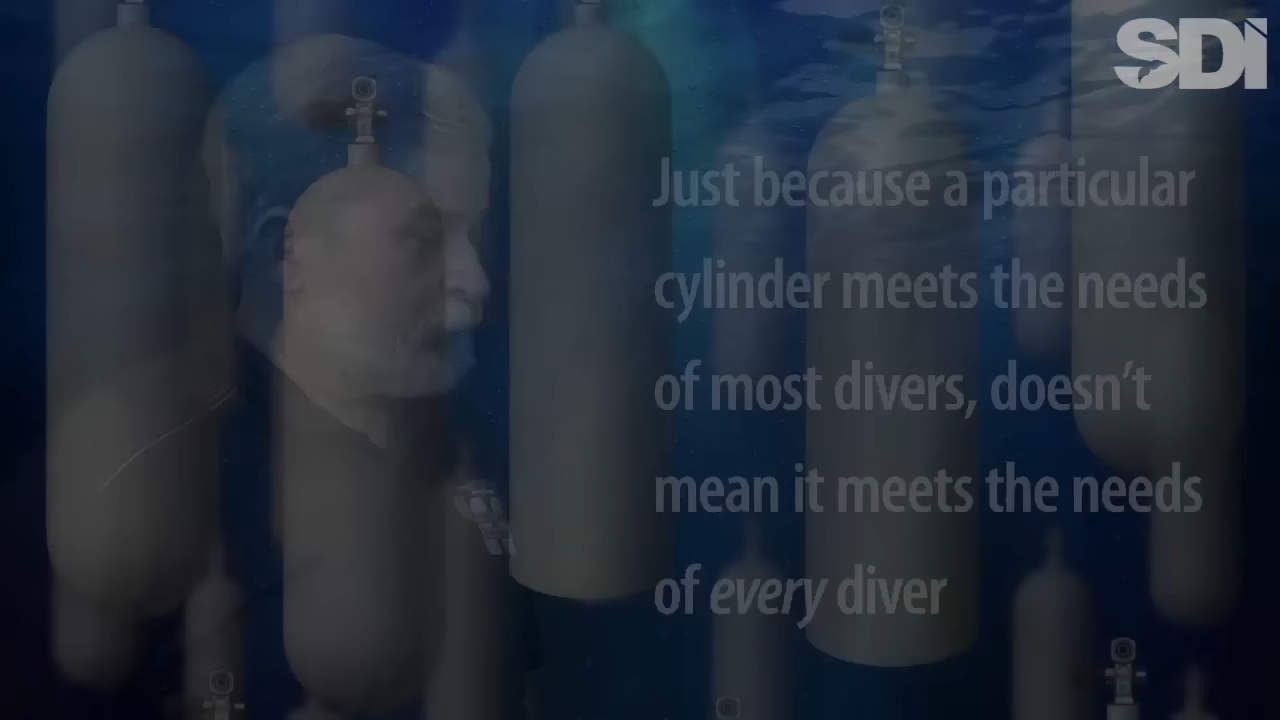 SDI
Just because a particular
cylinder meets the needs
of most divers, doesn't
mean it meets the needs
of every diver